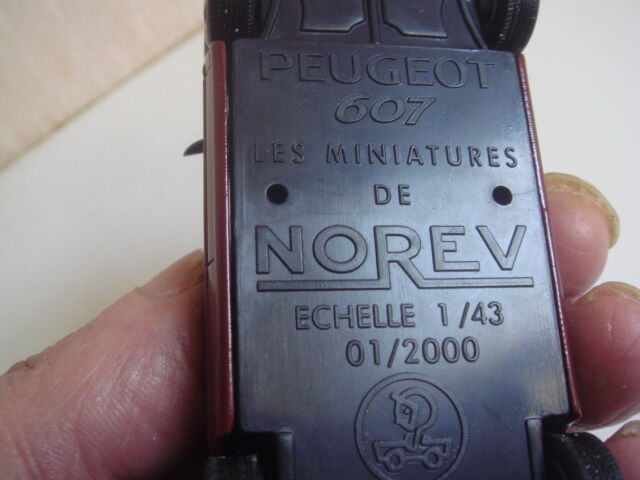 PEUGEOT
607
LES MINIATURES
DE
NOREV
ECHELLE 1/43
01/2000